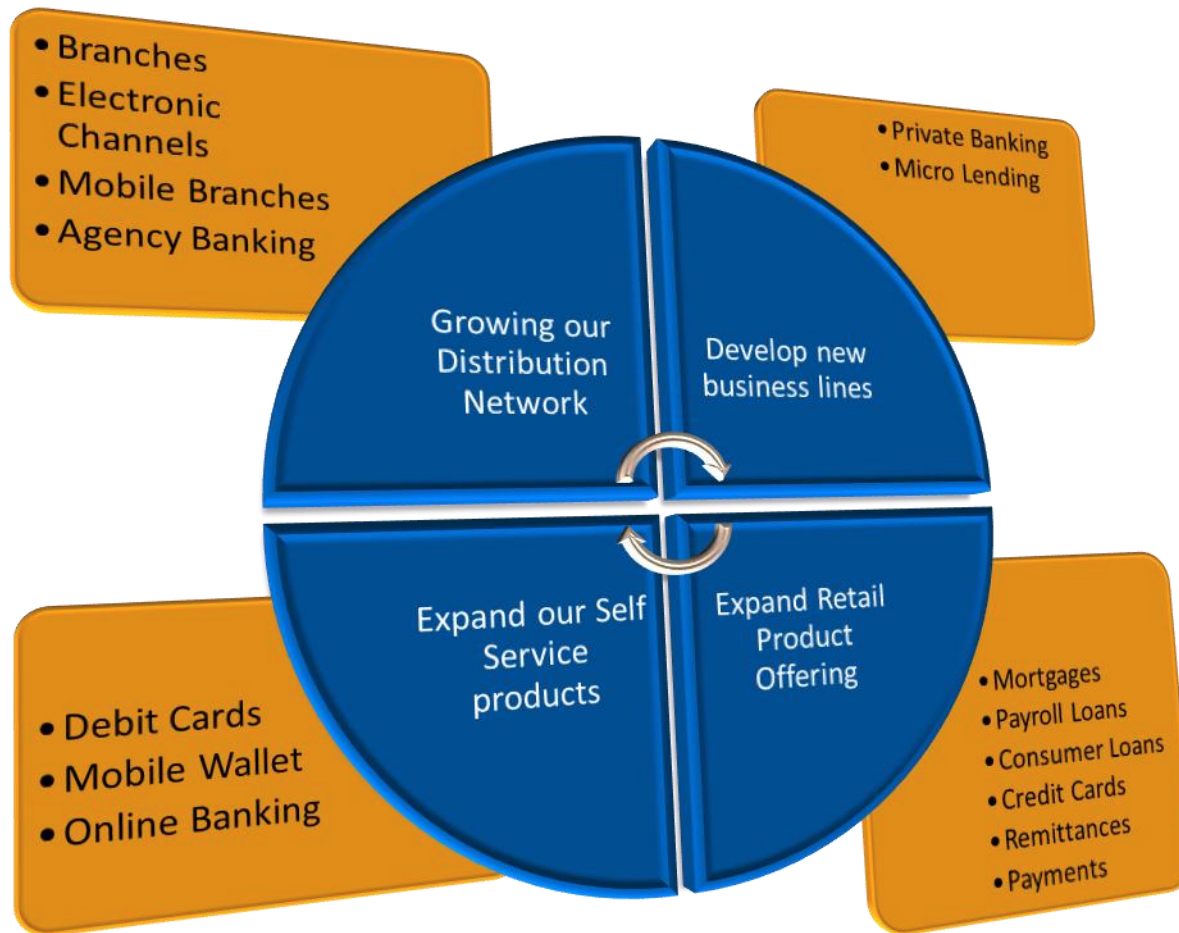 • Branches
• Electronic
Channels
• Mobile Branches
• Agency Banking
• Private Banking
• Micro Lending
Growing our
Distribution
Network
Develop new
business lines
Expand our Self
Service
products
Expand Retail
Product
Offering
• Debit Cards
• Mobile Wallet
• Online Banking
• Mortgages
• Payroll Loans
• Consumer Loans
• Credit Cards
• Remittances
• Payments